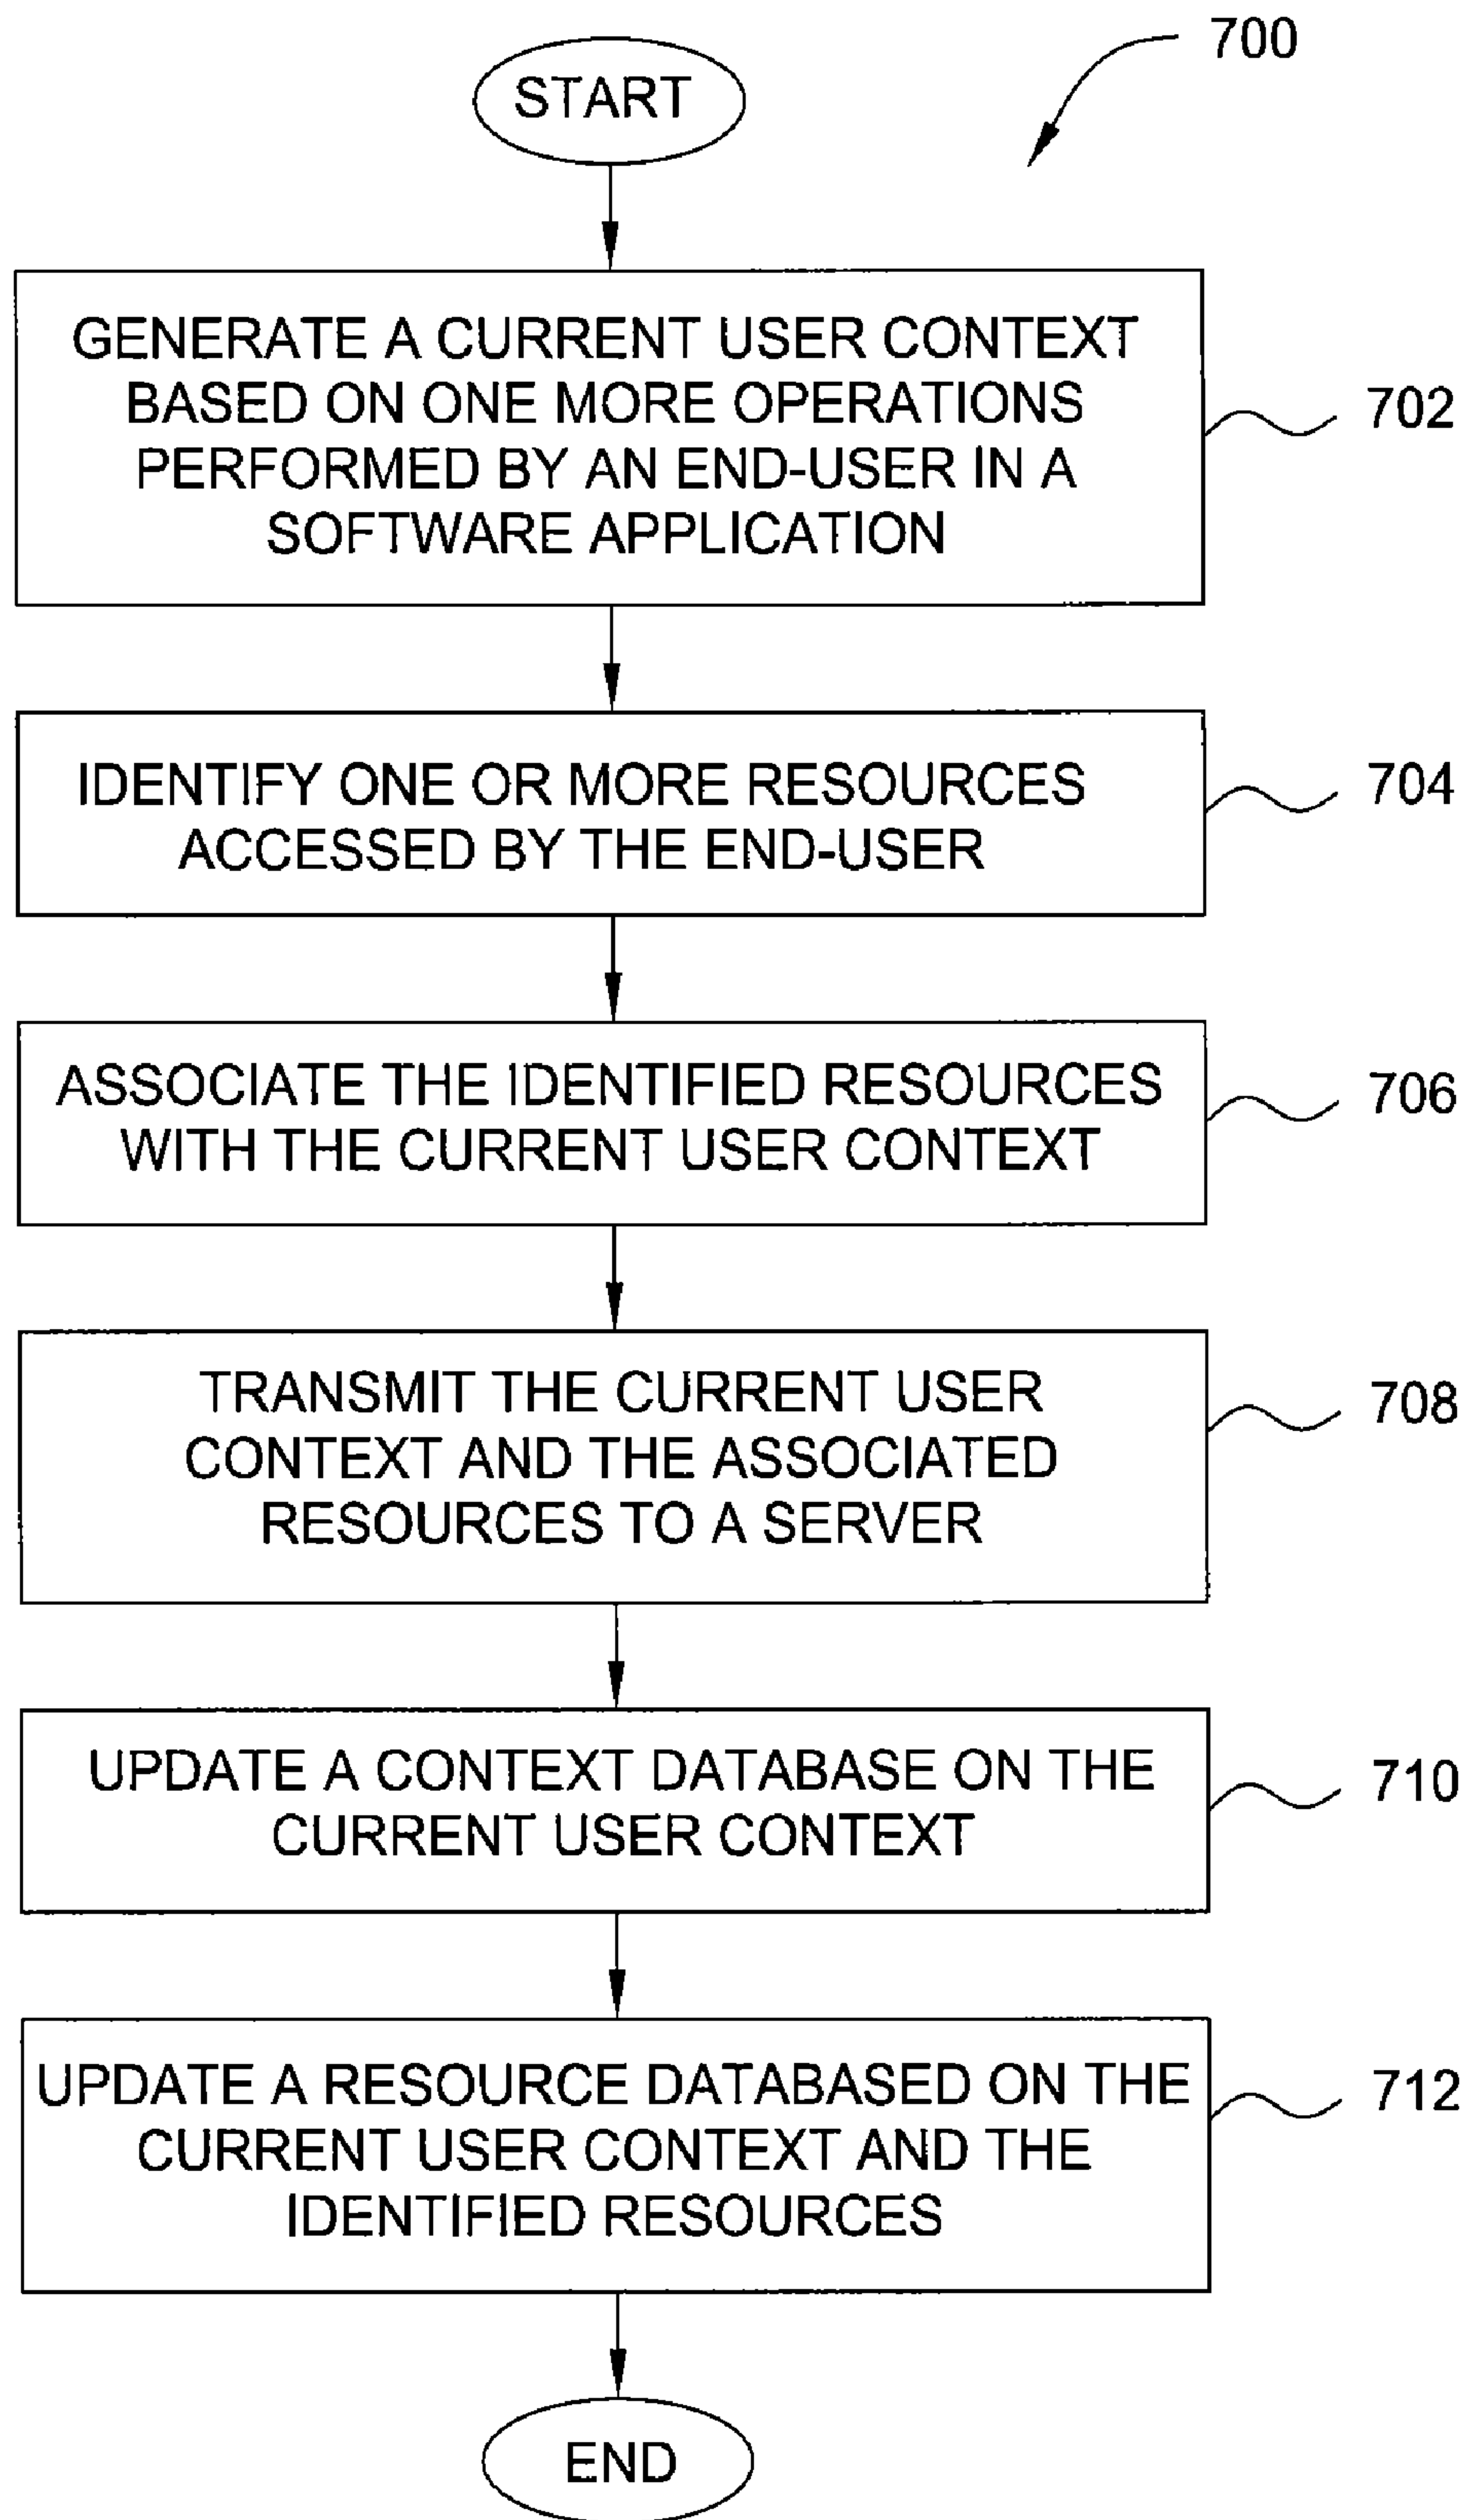 700
START
GENERATE A CURRENT USER CONTEXT
BASED ON ONE MORE OPERATIONS
PERFORMED BY AN END-USER IN A
SOFTWARE APPLICATION
702
IDENTIFY ONE OR MORE RESOURCES
ACCESSED BY THE END-USER
704
ASSOCIATE THE IDENTIFIED RESOURCES
WITH THE CURRENT USER CONTEXT
706
TRANSMIT THE CURRENT USER
CONTEXT AND THE ASSOCIATED
RESOURCES TO A SERVER
708
UPDATE A CONTEXT DATABASE ON THE
CURRENT USER CONTEXT
710
UPDATE A RESOURCE DATABASED ON THE
CURRENT USER CONTEXT AND THE
IDENTIFIED RESOURCES
712
END